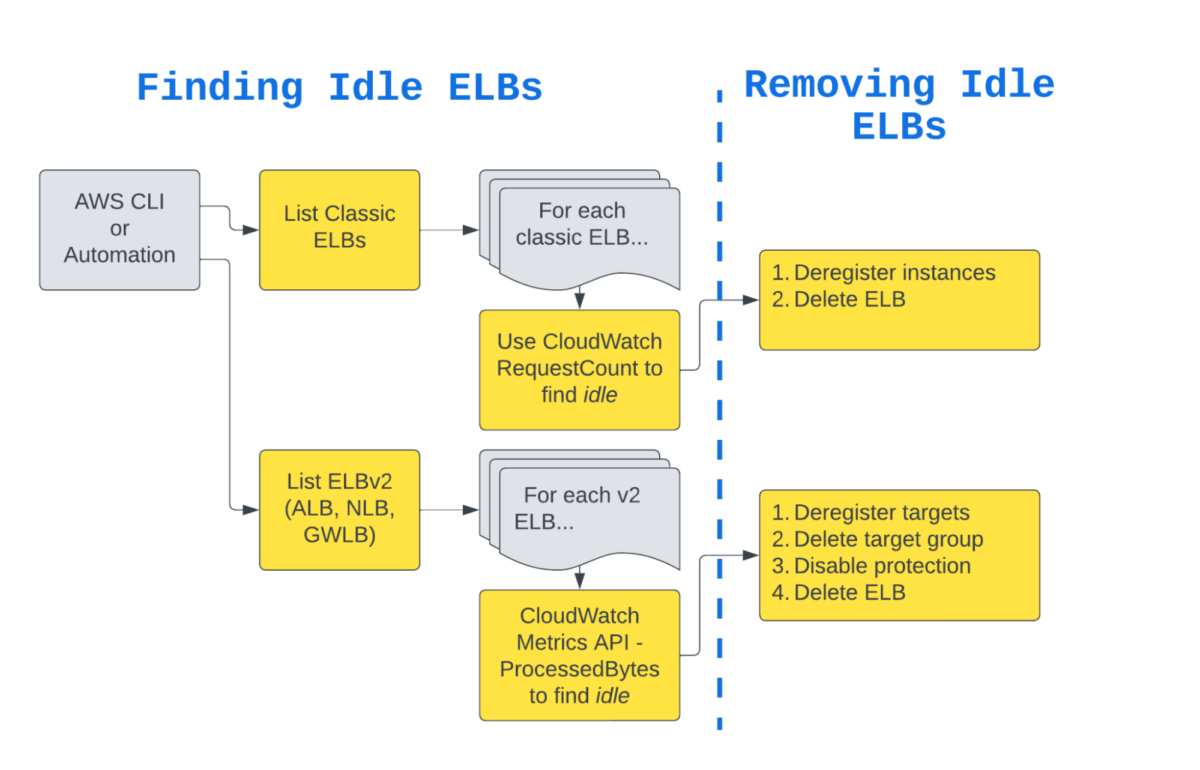 Finding Idle ELBs
Removing Idle
ELBs
AWS CLI
or
Automation
List Classic
ELBs
For each
classic ELB...
Use CloudWatch
RequestCount to
find idle
1. Deregister instances
2. Delete ELB
List ELBv2
(ALB, NLB,
GWLB)
For each v2
ELB...
CloudWatch
Metrics API -
ProcessedBytes
to find idle
1. Deregister targets
2. Delete target group
3. Disable protection
4. Delete ELB